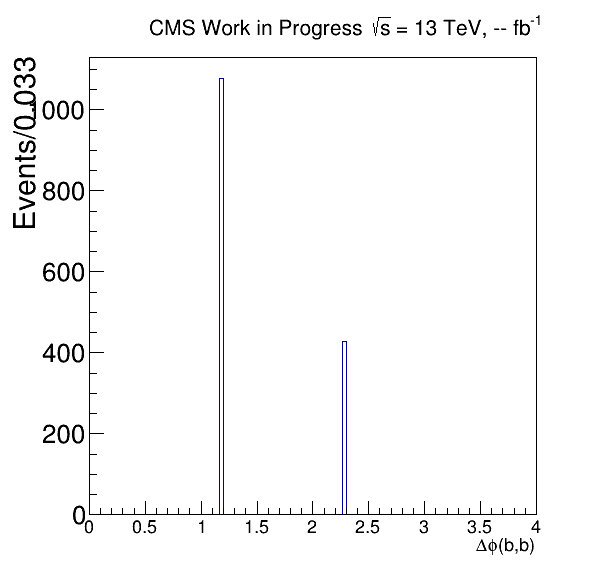 CMS Work in Progress √s = 13 TeV, -- fb⁻¹
Events/0.033
1000
800
600
400
200
0
0 0.5 1 1.5 2 2.5 3 3.5 4
Δϕ(b,b)